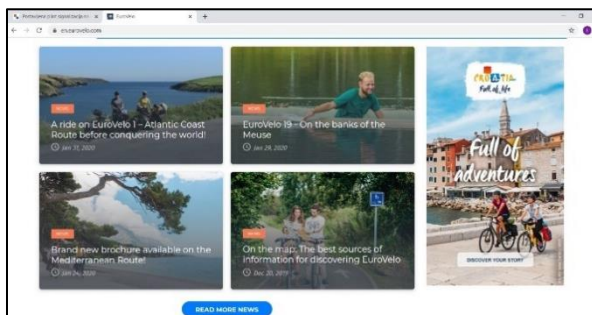 EuroVelo
en.eurovelo.com
NEWS
A ride on EuroVelo 1 – Atlantic Coast
Route before conquering the world!
Jan 31, 2020
NEWS
EuroVelo 19 – On the banks of the
Meuse
Jan 28, 2020
NEWS
Brand new brochure available on the
Mediterranean Route!
Jan 24, 2020
NEWS
On the map: The best sources of
information for discovering EuroVelo
Dec 20, 2019
READ MORE NEWS
CROATIA
Full of life
Full of
adventures
DISCOVER YOUR STORY